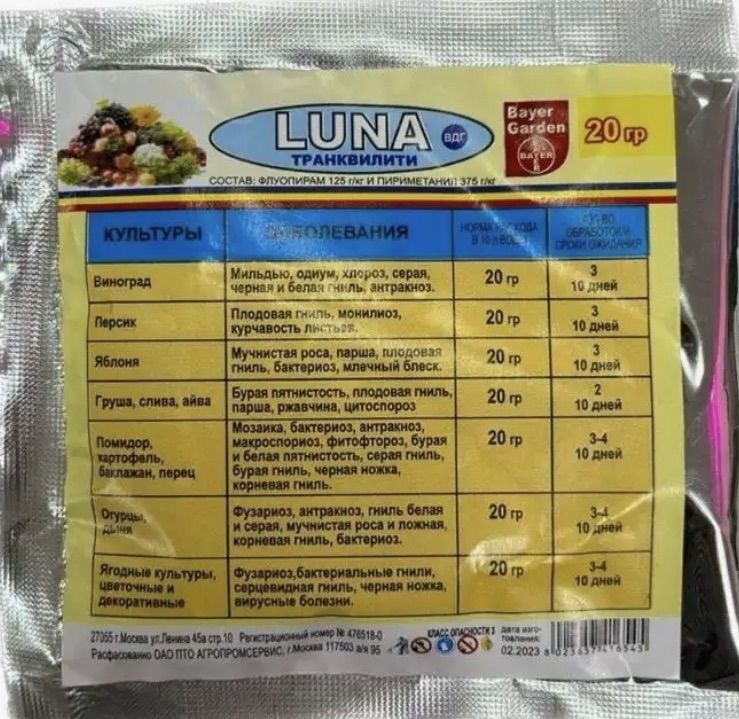 LUNA ВДГ
ТРАНКВИЛИТИ
Bayer
Garden
BAYER
20 гр
СОСТАВ: ФЛУОПИРАМ 125 г/кг И ПИРИМЕТАНИЛ 375 г/кг
КУЛЬТУРЫ
ЗАБОЛЕВАНИЯ
НОРМА РАСХОДА
В 10 л ВОДЫ
КОЛ-ВО
ОБРАБОТОК И
СРОКИ ОЖИДАНИЯ
Виноград
Мильдью, одиум, хлороз, серая,
черная и белая гниль, антракноз.
20 гр
3
10 дней
Персик
Плодовая гниль, монилиоз,
курчавость листьев.
20 гр
3
10 дней
Яблоня
Мучнистая роса, парша, плодовая
гниль, бактериоз, млечный блеск.
20 гр
3
10 дней
Груша, слива, айва
Бурая пятнистость, плодовая гниль,
парша, ржавчина, цитоспороз
20 гр
2
10 дней
Помидор,
картофель,
баклажан, перец
Мозаика, бактериоз, антракноз,
макроспориоз, фитофтороз, бурая
и белая пятнистость, серая гниль,
бурая гниль, черная ножка,
корневая гниль.
20 гр
3-4
10 дней
Огурцы,
дыня
Фузариоз, антракноз, гниль белая
и серая, мучнистая роса и ложная,
корневая гниль, бактериоз.
20 гр
3-4
10 дней
Ягодные культуры,
цветочные и
декоративные
Фузариоз,бактериальные гнили,
серцевидная гниль, черная ножка,
вирусные болезни.
20 гр
3-4
10 дней
27055 г.Москва ул.Ленина 45а стр.10 Регистрационный номер № 476518-0
Расфасованно ОАО ПТО АГРОПРОМСЕРВИС, г.Москва 117503 а/я 95
КЛАСС ОПАСНОСТИ 3
дата изго-
товления:
02.2023